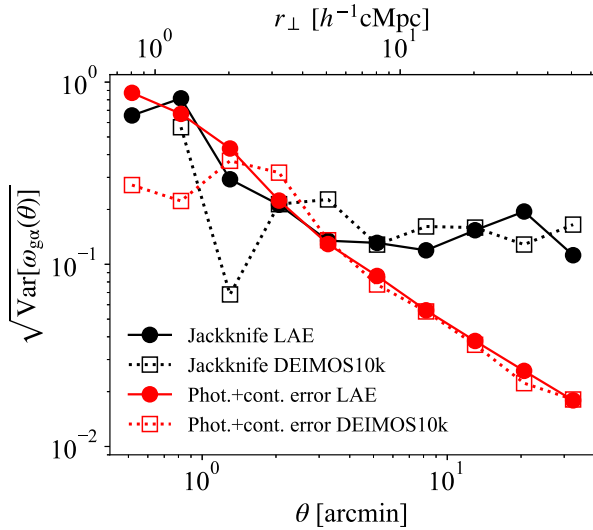 r⊥ [h⁻¹cMpc]
10⁰ 10¹
10⁰
10⁻¹
10⁻²
√Var[ω_gα(θ)]
Jackknife LAE
Jackknife DEIMOS10k
Phot.+cont. error LAE
Phot.+cont. error DEIMOS10k
10⁰ 10¹
θ [arcmin]